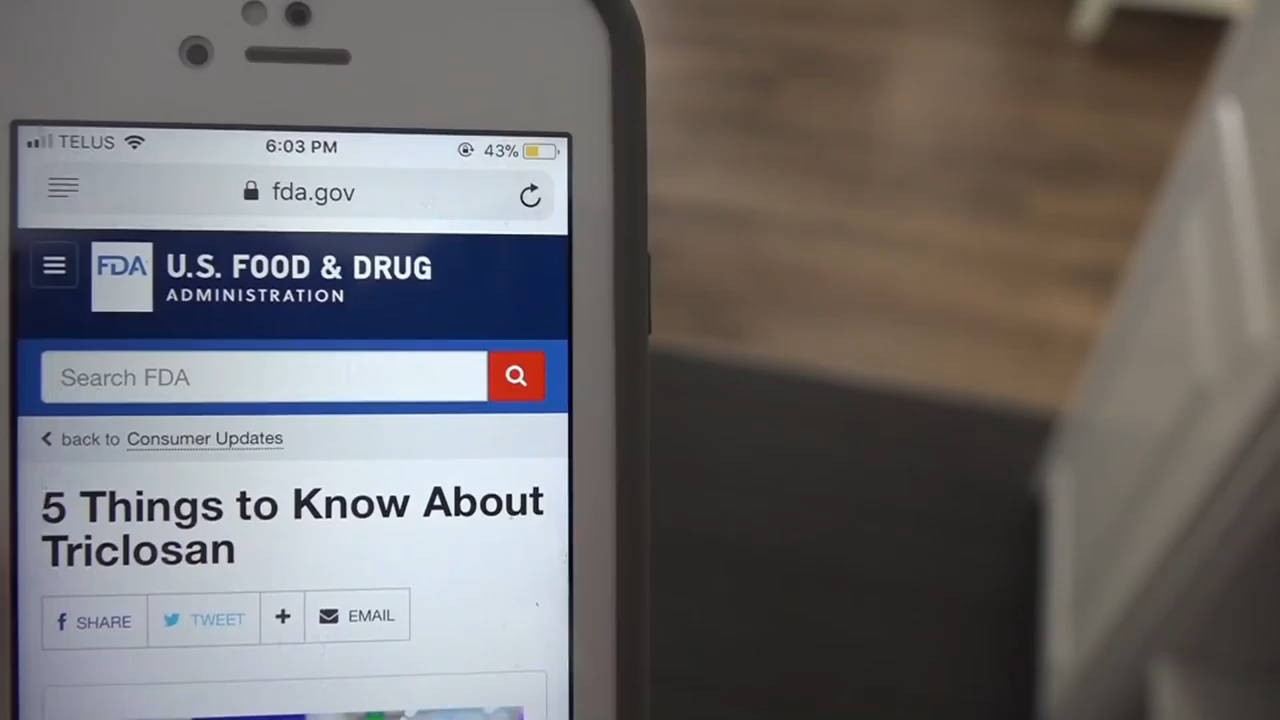 TELUS 6:03 PM 43%
fda.gov
FDA U.S. FOOD & DRUG
ADMINISTRATION
Search FDA
back to Consumer Updates
5 Things to Know About
Triclosan
SHARE TWEET + EMAIL